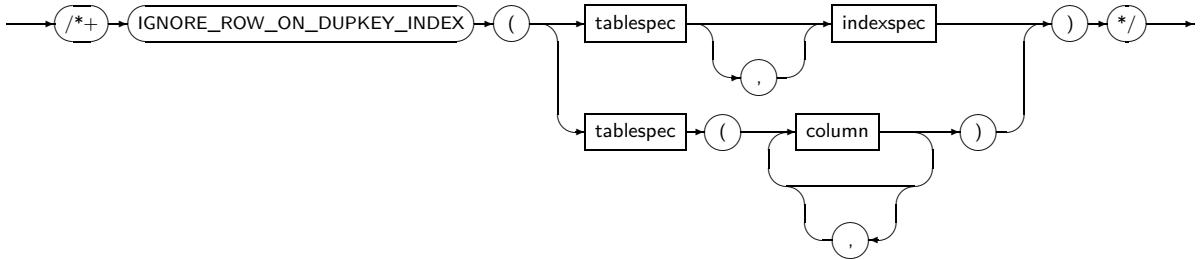 /*+ IGNORE_ROW_ON_DUPKEY_INDEX ( tablespec indexspec ) */
,
tablespec ( column )
,